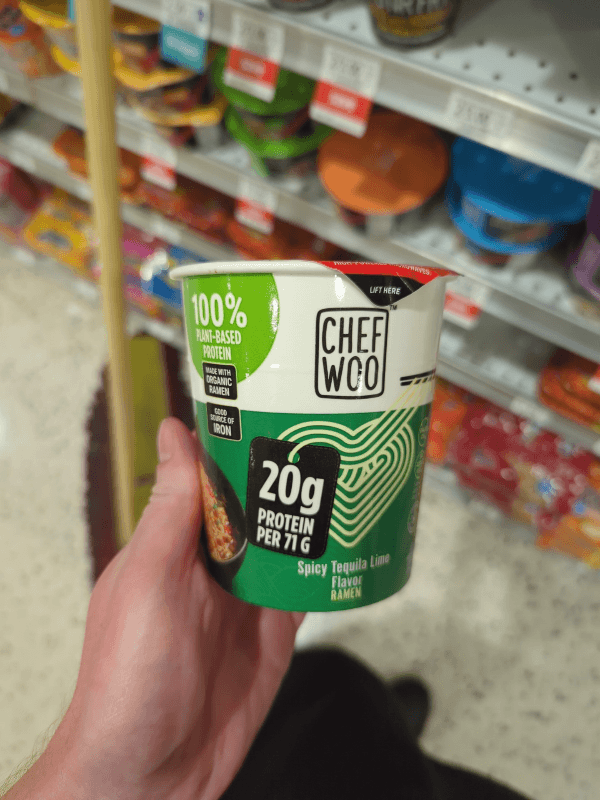 LIFT HERE
100%
PLANT-BASED
PROTEIN
MADE WITH
ORGANIC
RAMEN
GOOD
SOURCE OF
IRON
CHEF
WOO
TM
20g
PROTEIN
PER 71 G
Spicy Tequila Lime
Flavor
RAMEN